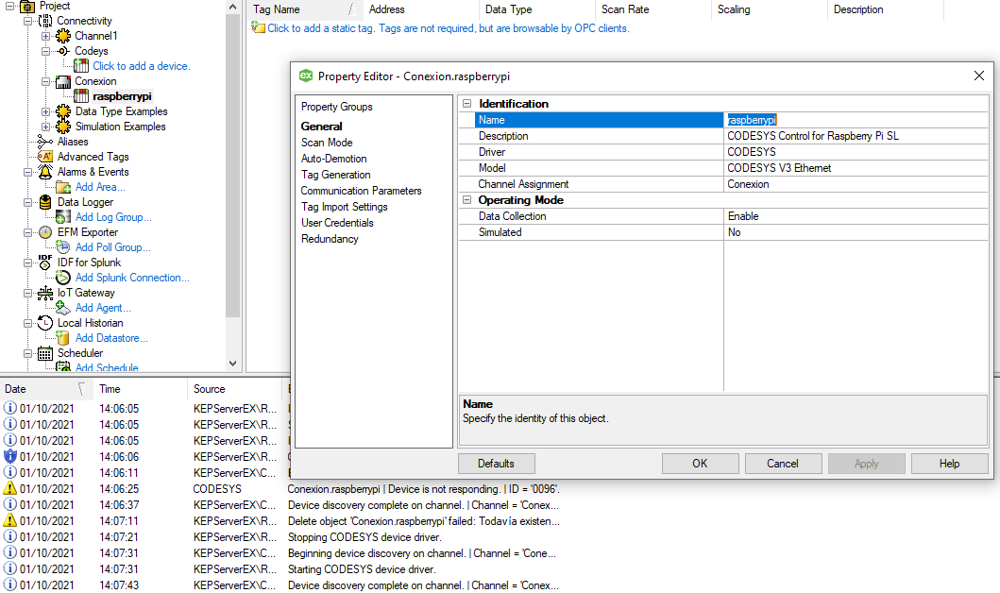 Project
Connectivity
Channel1
Codeys
Click to add a device.
Conexion
raspberrypi
Data Type Examples
Simulation Examples
Aliases
Advanced Tags
Alarms & Events
Add Area...
Data Logger
Add Log Group...
EFM Exporter
Add Poll Group...
IDF for Splunk
Add Splunk Connection...
IoT Gateway
Add Agent...
Local Historian
Add Datastore...
Scheduler
Add Schedule
Tag Name Address Data Type Scan Rate Scaling Description
Click to add a static tag. Tags are not required, but are browsable by OPC clients.
Property Editor - Conexion.raspberrypi
Property Groups
General
Scan Mode
Auto-Demotion
Tag Generation
Communication Parameters
Tag Import Settings
User Credentials
Redundancy
Identification
Name raspberrypi
Description CODESYS Control for Raspberry Pi SL
Driver CODESYS
Model CODESYS V3 Ethernet
Channel Assignment Conexion
Operating Mode
Data Collection Enable
Simulated No
Name
Specify the identity of this object.
Defaults OK Cancel Apply Help
Date Time Source
01/10/2021 14:06:05 KEPServerEX\R...
01/10/2021 14:06:05 KEPServerEX\R...
01/10/2021 14:06:05 KEPServerEX\R...
01/10/2021 14:06:06 KEPServerEX\R...
01/10/2021 14:06:11 KEPServerEX\C...
01/10/2021 14:06:25 CODESYS Conexion.raspberrypi | Device is not responding. | ID = '0096'.
01/10/2021 14:06:37 KEPServerEX\C... Device discovery complete on channel. | Channel = 'Conex...
01/10/2021 14:07:11 KEPServerEX\R... Delete object 'Conexion.raspberrypi' failed: Todavía existen...
01/10/2021 14:07:21 KEPServerEX\R... Stopping CODESYS device driver.
01/10/2021 14:07:31 KEPServerEX\C... Beginning device discovery on channel. | Channel = 'Cone...
01/10/2021 14:07:31 KEPServerEX\R... Starting CODESYS device driver.
01/10/2021 14:07:43 KEPServerEX\C... Device discovery complete on channel. | Channel = 'Conex...